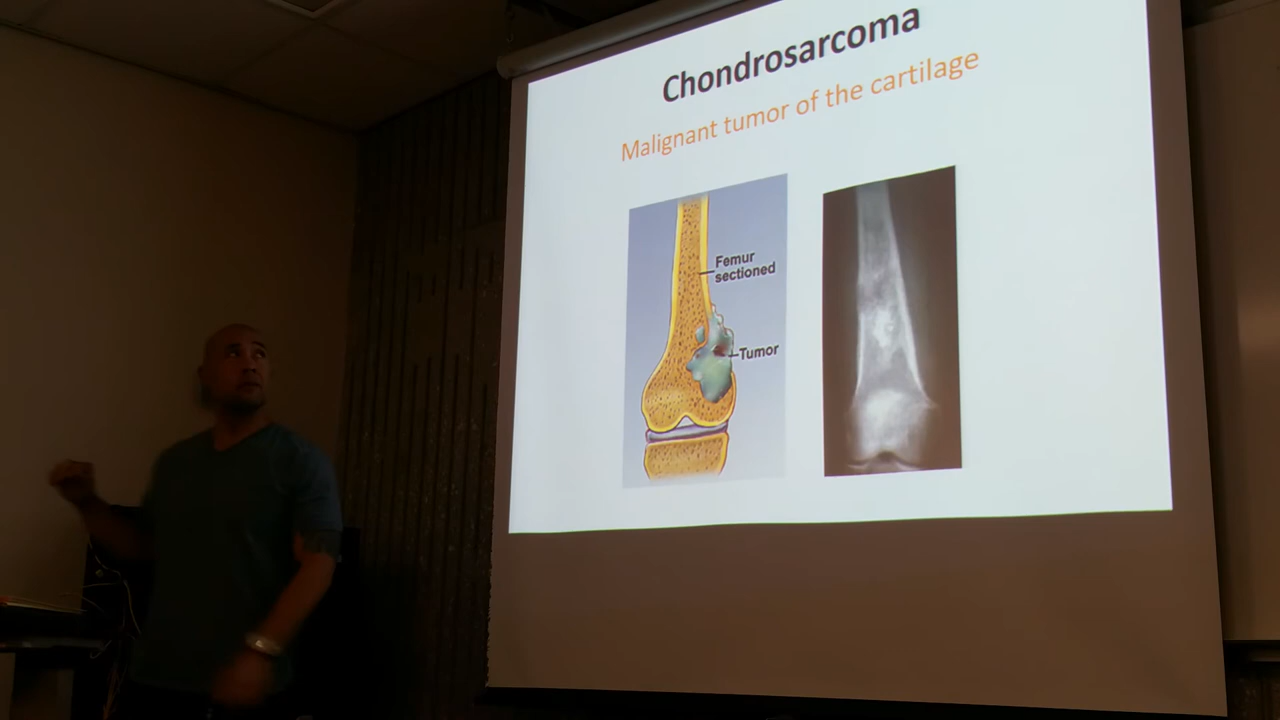 Chondrosarcoma
Malignant tumor of the cartilage
Femur
sectioned
Tumor